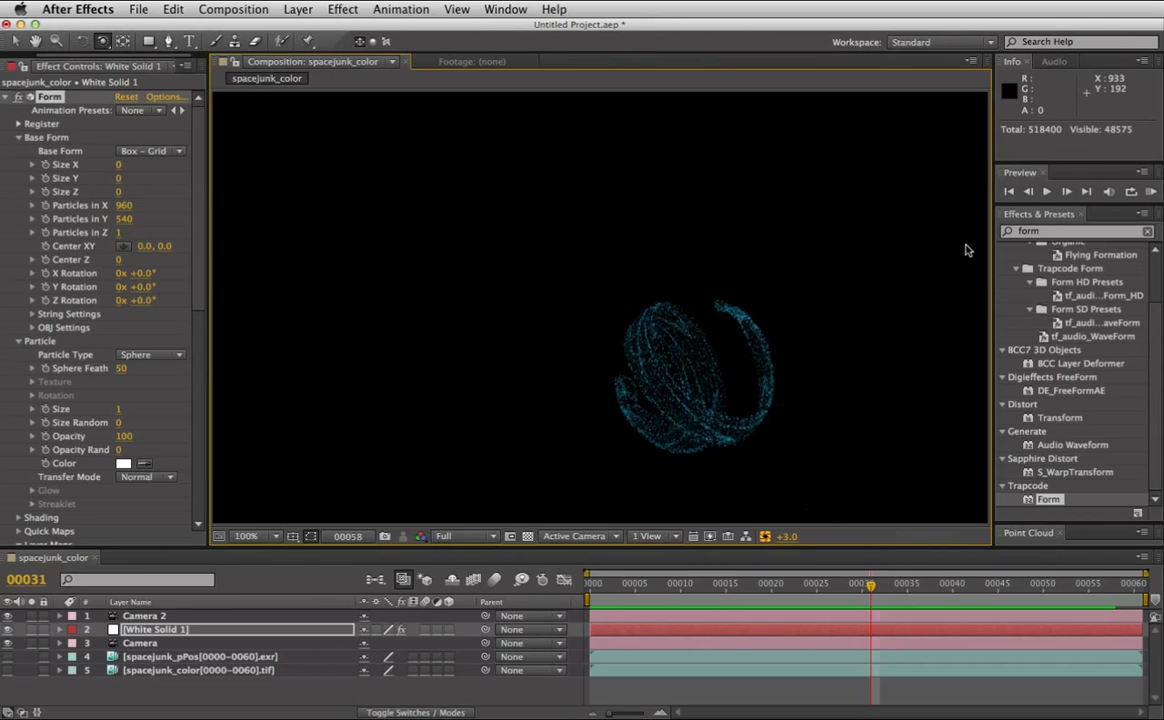 After Effects File Edit Composition Layer Effect Animation View Window Help
Untitled Project.aep *
Workspace: Standard Search Help
Effect Controls: White Solid 1
spacejunk_color • White Solid 1
Form Reset Options...
Animation Presets: None
Register
Base Form
Base Form Box – Grid
Size X 0
Size Y 0
Size Z 0
Particles in X 960
Particles in Y 540
Particles in Z 1
Center XY 0.0, 0.0
Center Z 0
X Rotation 0x +0.0°
Y Rotation 0x +0.0°
Z Rotation 0x +0.0°
String Settings
OBJ Settings
Particle
Particle Type Sphere
Sphere Feath 50
Texture
Rotation
Size 1
Size Random 0
Opacity 100
Opacity Rand 0
Color
Transfer Mode Normal
Glow
Streaklet
Shading
Quick Maps
Composition: spacejunk_color Footage: (none)
spacejunk_color
100% 00058 Full Active Camera 1 View +3.0
Info Audio
R : X : 933
G : Y : 192
B :
A : 0
Total: 518400 Visible: 48575
Preview
Effects & Presets
form
Organic
Flying Formation
Trapcode Form
Form HD Presets
tf_audi...Form_HD
Form SD Presets
tf_audi...aveForm
tf_audio_WaveForm
BCC7 3D Objects
BCC Layer Deformer
Digieffects FreeForm
DE_FreeFormAE
Distort
Transform
Generate
Audio Waveform
Sapphire Distort
S_WarpTransform
Trapcode
Form
Point Cloud
spacejunk_color
00031
0000 00005 00010 00015 00020 00025 00035 00040 00045 00050 00055 00060
# Layer Name Parent
1 Camera 2 None
2 [White Solid 1] None
3 Camera None
4 [spacejunk_pPos[0000-0060].exr] None
5 [spacejunk_color[0000-0060].tif] None
Toggle Switches / Modes